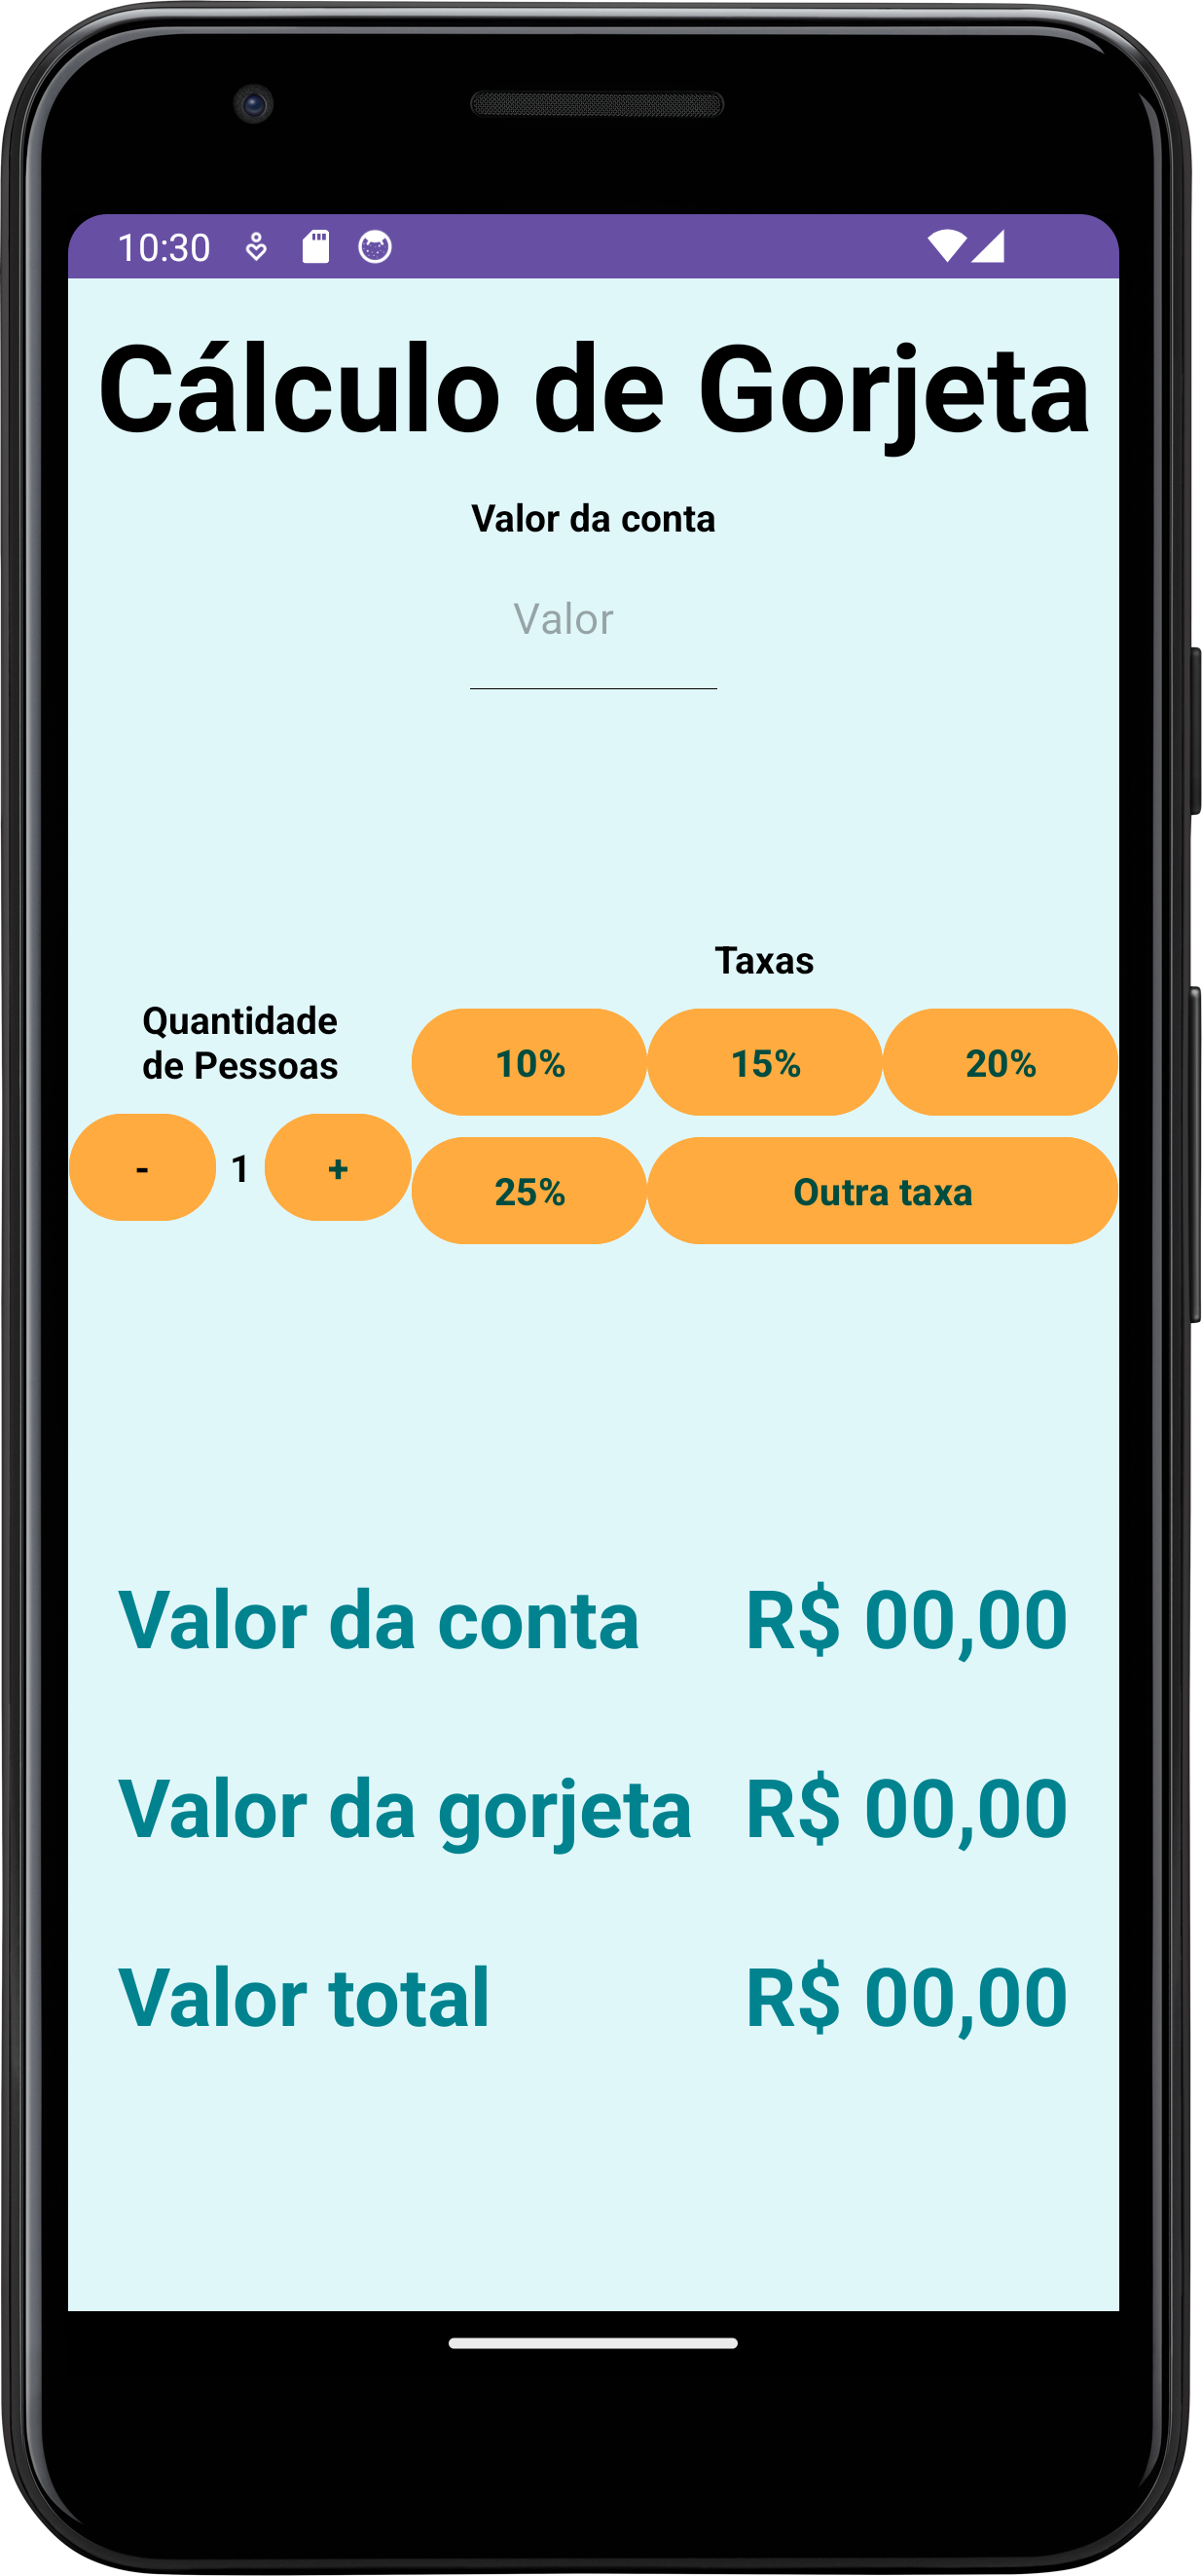 10:30
Cálculo de Gorjeta
Valor da conta
Valor
Taxas
Quantidade
de Pessoas
10% 15% 20%
- 1 +
25% Outra taxa
Valor da conta R$ 00,00
Valor da gorjeta R$ 00,00
Valor total R$ 00,00